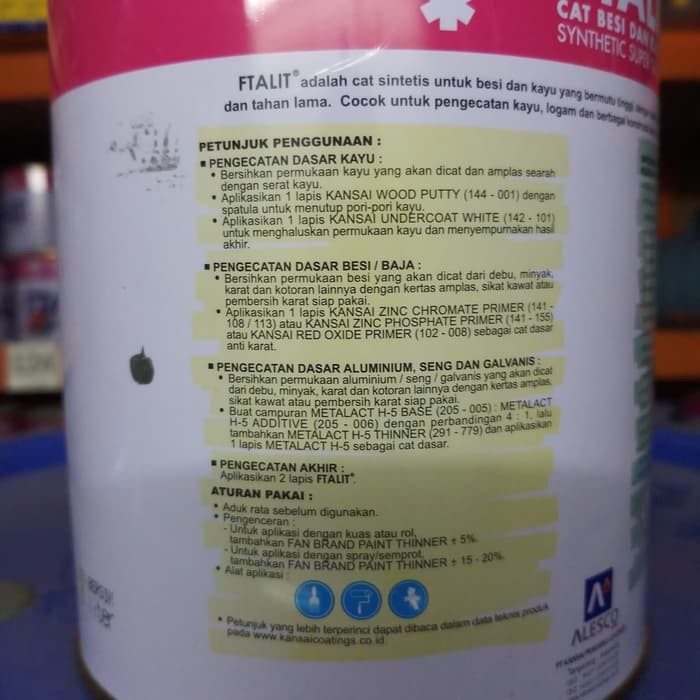 CAT BESI DAN
SYNTHETIC SUPER
FTALIT® adalah cat sintetis untuk besi dan kayu yang bermutu tinggi
dan tahan lama. Cocok untuk pengecatan kayu, logam dan berbagai
PETUNJUK PENGGUNAAN :
▪ PENGECATAN DASAR KAYU :
• Bersihkan permukaan kayu yang akan dicat dan amplas searah
dengan serat kayu.
• Aplikasikan 1 lapis KANSAI WOOD PUTTY (144 - 001) dengan
spatula untuk menutup pori-pori kayu.
• Aplikasikan 1 lapis KANSAI UNDERCOAT WHITE (142 - 101)
untuk menghaluskan permukaan kayu dan menyempurnakan hasil
akhir.
▪ PENGECATAN DASAR BESI / BAJA :
• Bersihkan permukaan besi yang akan dicat dari debu, minyak,
karat dan kotoran lainnya dengan kertas amplas, sikat kawat atau
pembersih karat siap pakai.
• Aplikasikan 1 lapis KANSAI ZINC CHROMATE PRIMER (141 -
108 / 113) atau KANSAI ZINC PHOSPHATE PRIMER (141 - 155)
atau KANSAI RED OXIDE PRIMER (102 - 008) sebagai cat dasar
anti karat.
▪ PENGECATAN DASAR ALUMINIUM, SENG DAN GALVANIS :
• Bersihkan permukaan aluminium / seng / galvanis yang akan dicat
dari debu, minyak, karat dan kotoran lainnya dengan kertas amplas,
sikat kawat atau pembersih karat siap pakai.
• Buat campuran METALACT H-5 BASE (205 - 005) : METALACT
H-5 ADDITIVE (205 - 006) dengan perbandingan 4 : 1, lalu
tambahkan METALACT H-5 THINNER (291 - 779) dan aplikasikan
1 lapis METALACT H-5 sebagai cat dasar.
▪ PENGECATAN AKHIR :
Aplikasikan 2 lapis FTALIT®.
ATURAN PAKAI :
• Aduk rata sebelum digunakan.
• Pengenceran :
- Untuk aplikasi dengan kuas atau rol,
tambahkan FAN BRAND PAINT THINNER ± 5%.
- Untuk aplikasi dengan spray/semprot,
tambahkan FAN BRAND PAINT THINNER ± 15 - 20%.
• Alat aplikasi :
• Petunjuk yang lebih terperinci dapat dibaca dalam data teknis produk
pada www.kansaicoatings.co.id
ALESCO